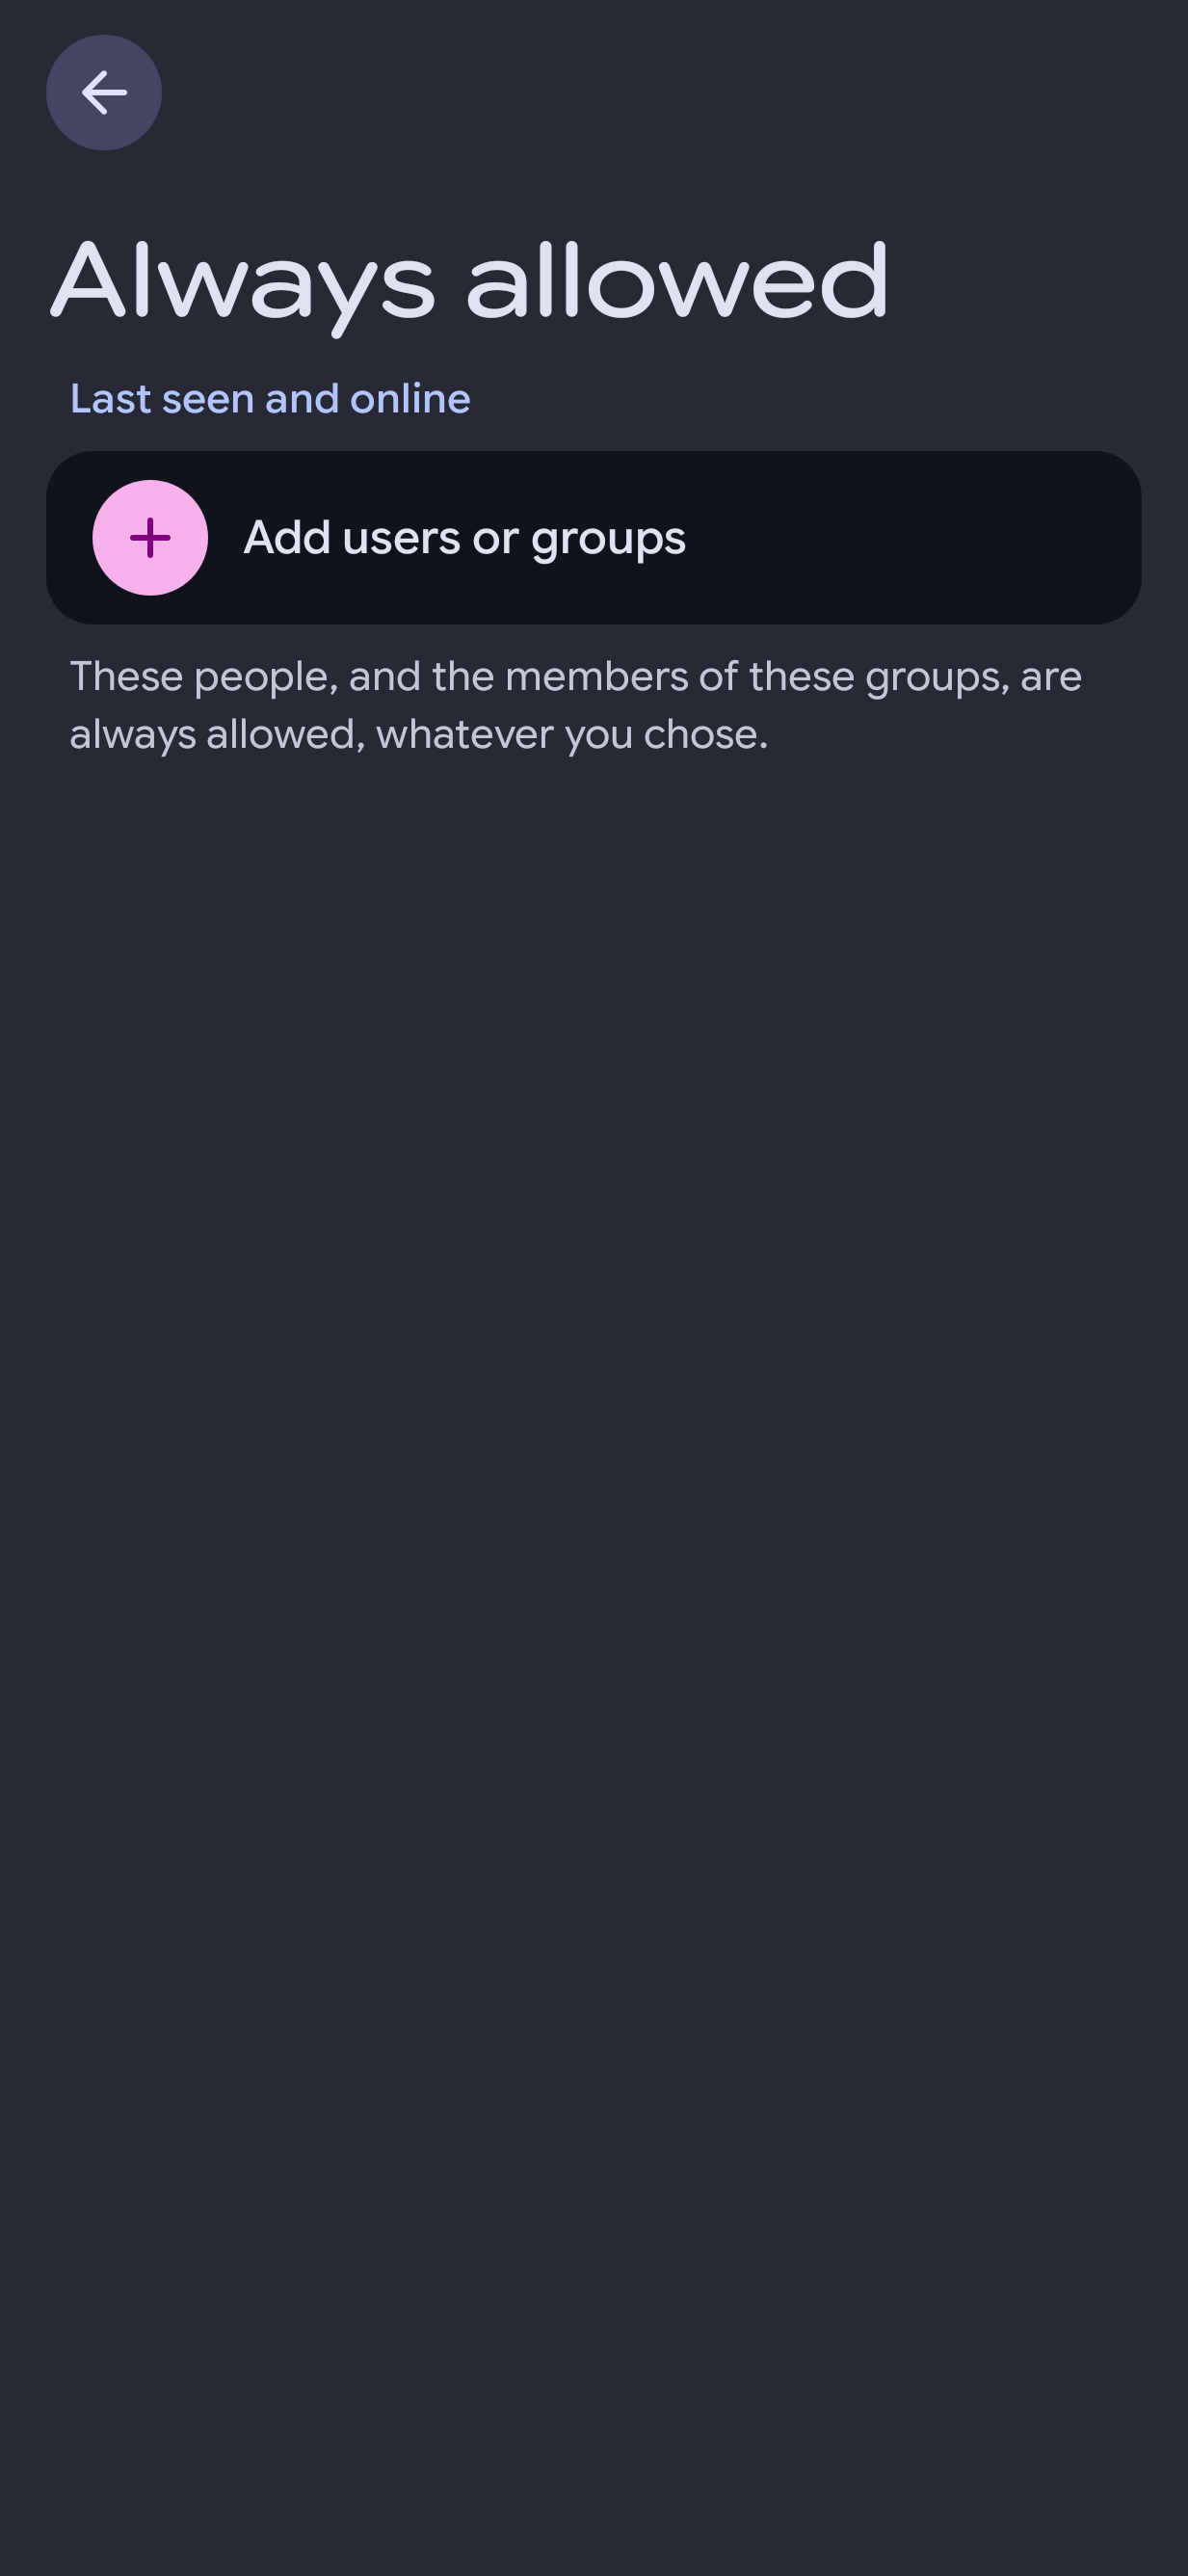 Always allowed
Last seen and online
Add users or groups
These people, and the members of these groups, are
always allowed, whatever you chose.